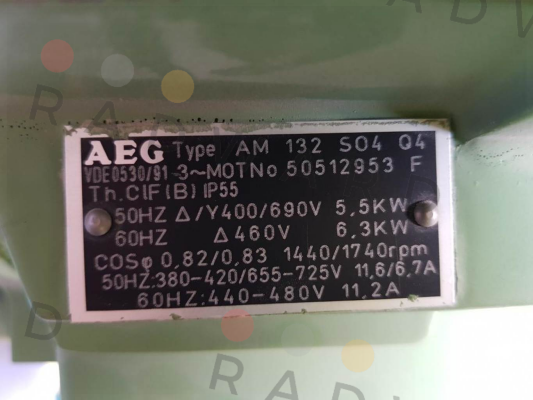 AEG Type AM 132 SO4 Q4
VDE0530/91 3~MOTNo 50512953 F
Th.ClF(B) IP55
50HZ Δ/Y400/690V 5,5KW
60HZ Δ460V 6.3KW
COSφ 0,82/0,83 1440/1740rpm
50HZ:380-420/655-725V 11,6/6,7A
60HZ:440-480V 11,2A